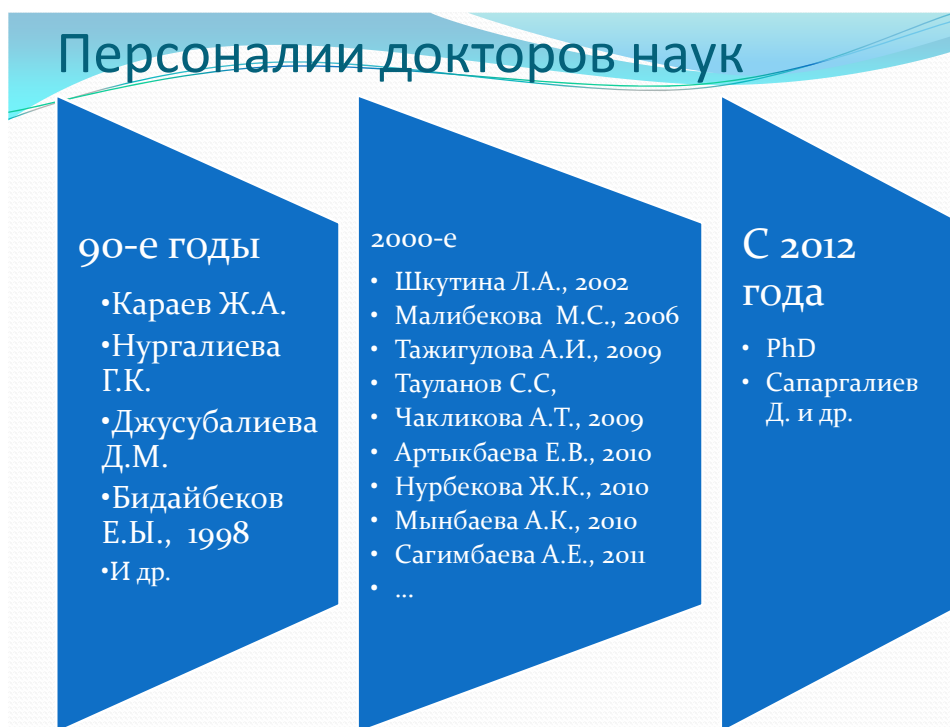 Персоналии докторов наук
90-е годы
•Караев Ж.А.
•Нургалиева
Г.К.
•Джусубалиева
Д.М.
•Бидайбеков
Е.Ы., 1998
•И др.
2000-е
• Шкутина Л.А., 2002
• Малибекова М.С., 2006
• Тажигулова А.И., 2009
• Тауланов С.С,
• Чакликова А.Т., 2009
• Артыкбаева Е.В., 2010
• Нурбекова Ж.К., 2010
• Мынбаева А.К., 2010
• Сагимбаева А.Е., 2011
• ...
С 2012
года
• PhD
• Сапаргалиев
Д. и др.